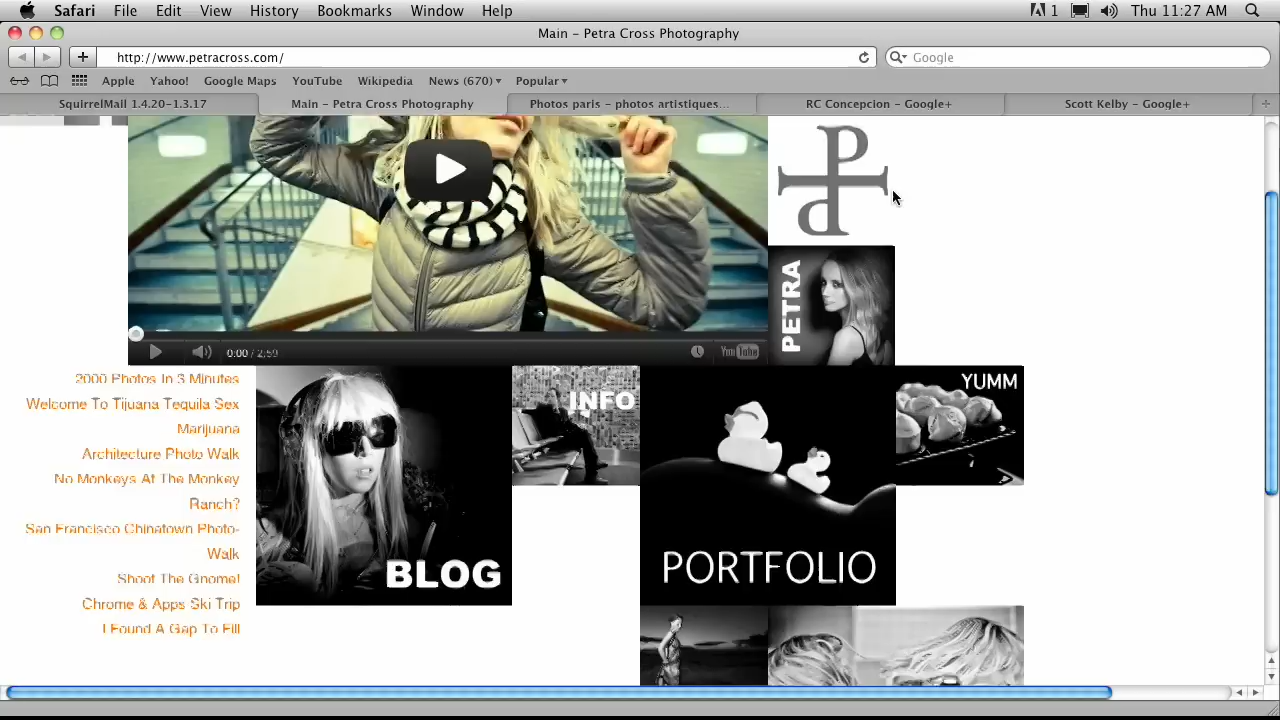 Safari File Edit View History Bookmarks Window Help
1 Thu 11:27 AM
Main – Petra Cross Photography
http://www.petracross.com/
Google
Apple Yahoo! Google Maps YouTube Wikipedia News (670) Popular
SquirrelMail 1.4.20-1.3.17
Main – Petra Cross Photography
Photos paris – photos artistiques...
RC Concepcion – Google+
Scott Kelby – Google+
PETRA
0:00 / 2:59
YouTube
2000 Photos In 3 Minutes
Welcome To Tijuana Tequila Sex
Marijuana
Architecture Photo Walk
No Monkeys At The Monkey
Ranch?
San Francisco Chinatown Photo-
Walk
Shoot The Gnome!
Chrome & Apps Ski Trip
I Found A Gap To Fill
BLOG
INFO
PORTFOLIO
YUMM